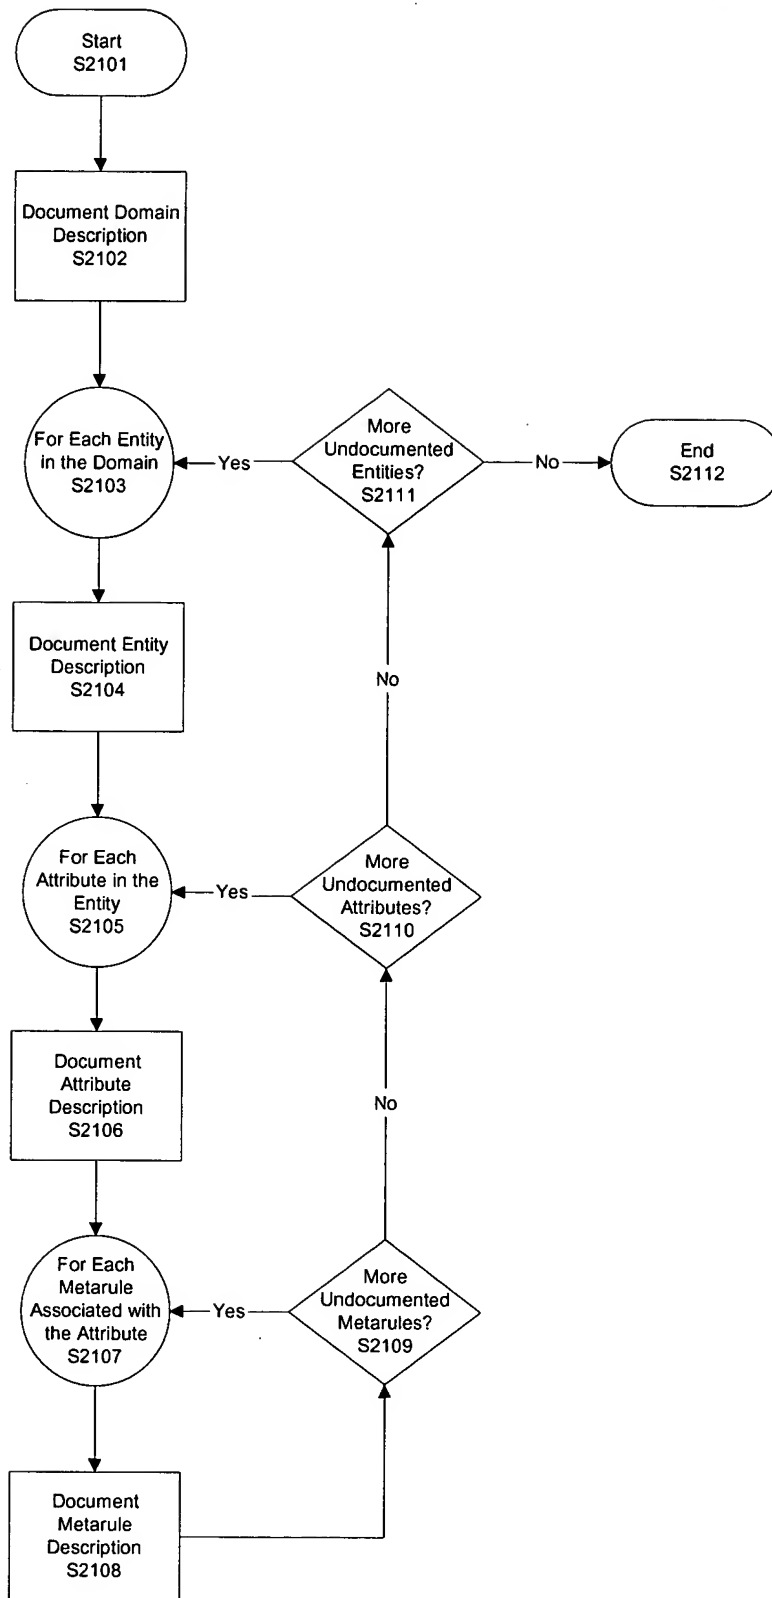 Start
S2101
Document Domain
Description
S2102
For Each Entity
in the Domain
S2103
Yes
More
Undocumented
Entities?
S2111
No
End
S2112
Document Entity
Description
S2104
No
For Each
Attribute in the
Entity
S2105
Yes
More
Undocumented
Attributes?
S2110
Document
Attribute
Description
S2106
No
For Each
Metarule
Associated with
the Attribute
S2107
Yes
More
Undocumented
Metarules?
S2109
Document
Metarule
Description
S2108